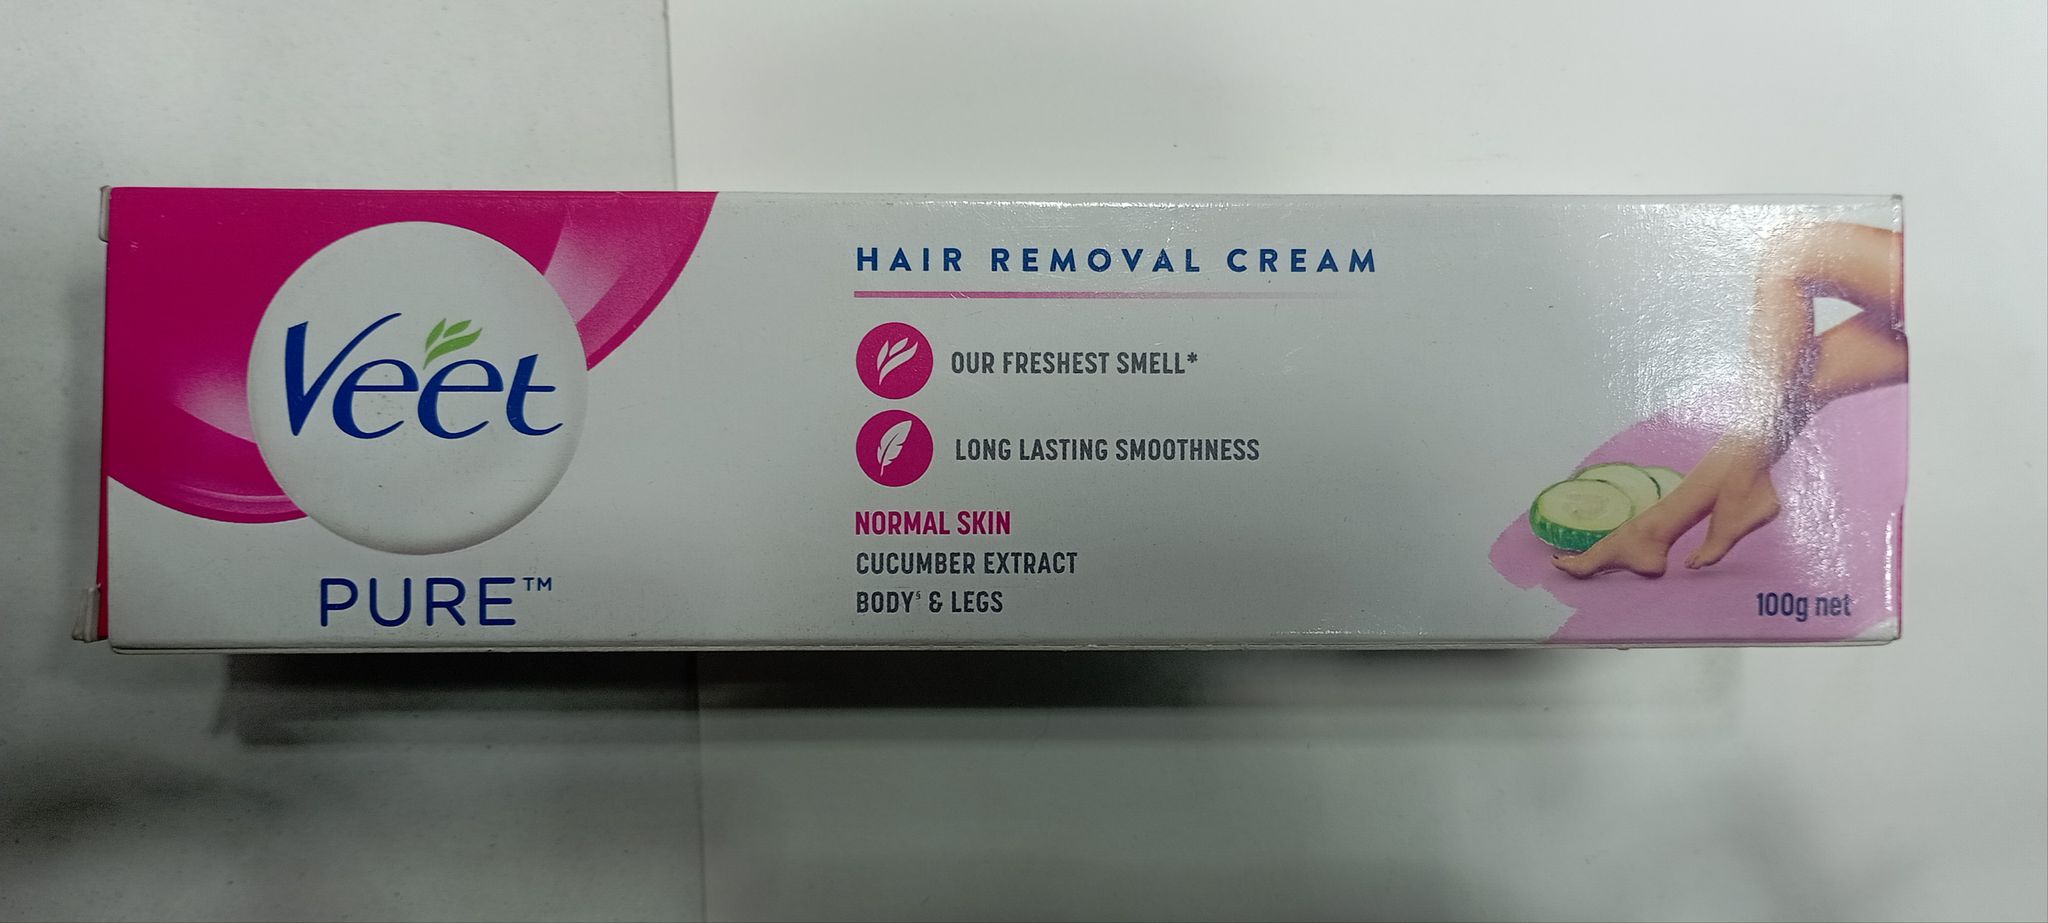 Veet
PURE™
HAIR REMOVAL CREAM
OUR FRESHEST SMELL*
LONG LASTING SMOOTHNESS
NORMAL SKIN
CUCUMBER EXTRACT
BODY§ & LEGS
100g net